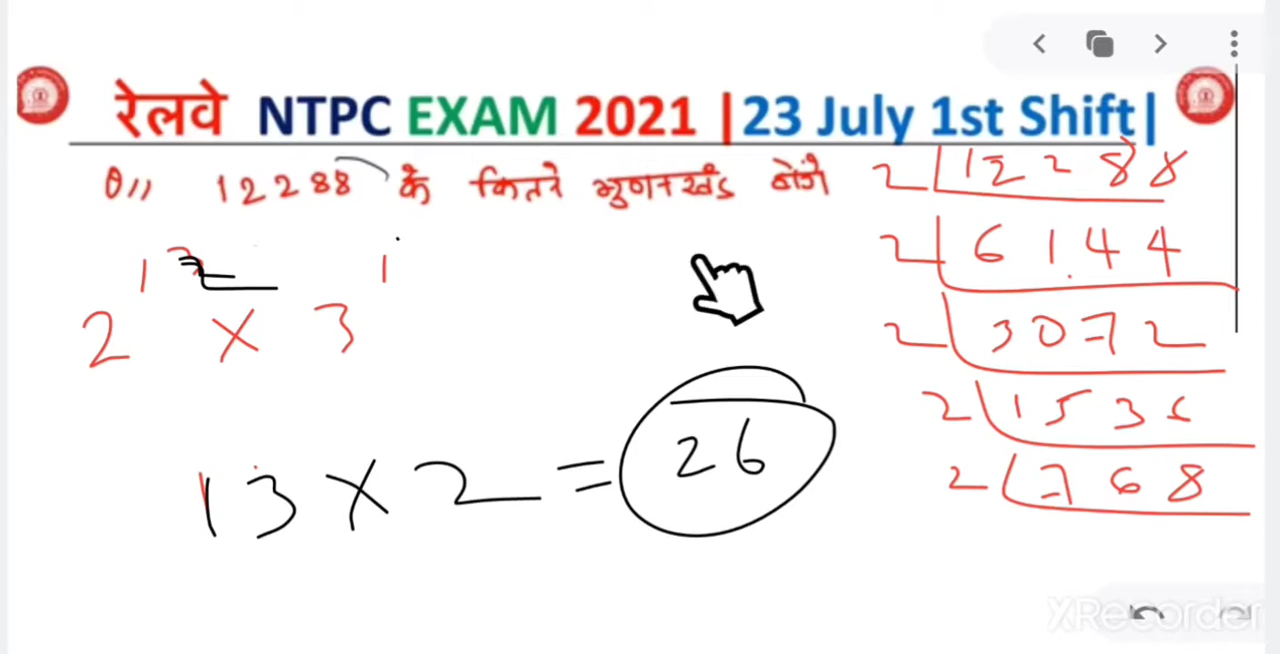 रेलवे NTPC EXAM 2021 |23 July 1st Shift|
Q11 12288 के कितने गुणनखंड होंगे
2 12288
2 6144
2 3072
2 1536
2 768
2 12 × 3 1
13 × 2 = 26
XRecorder